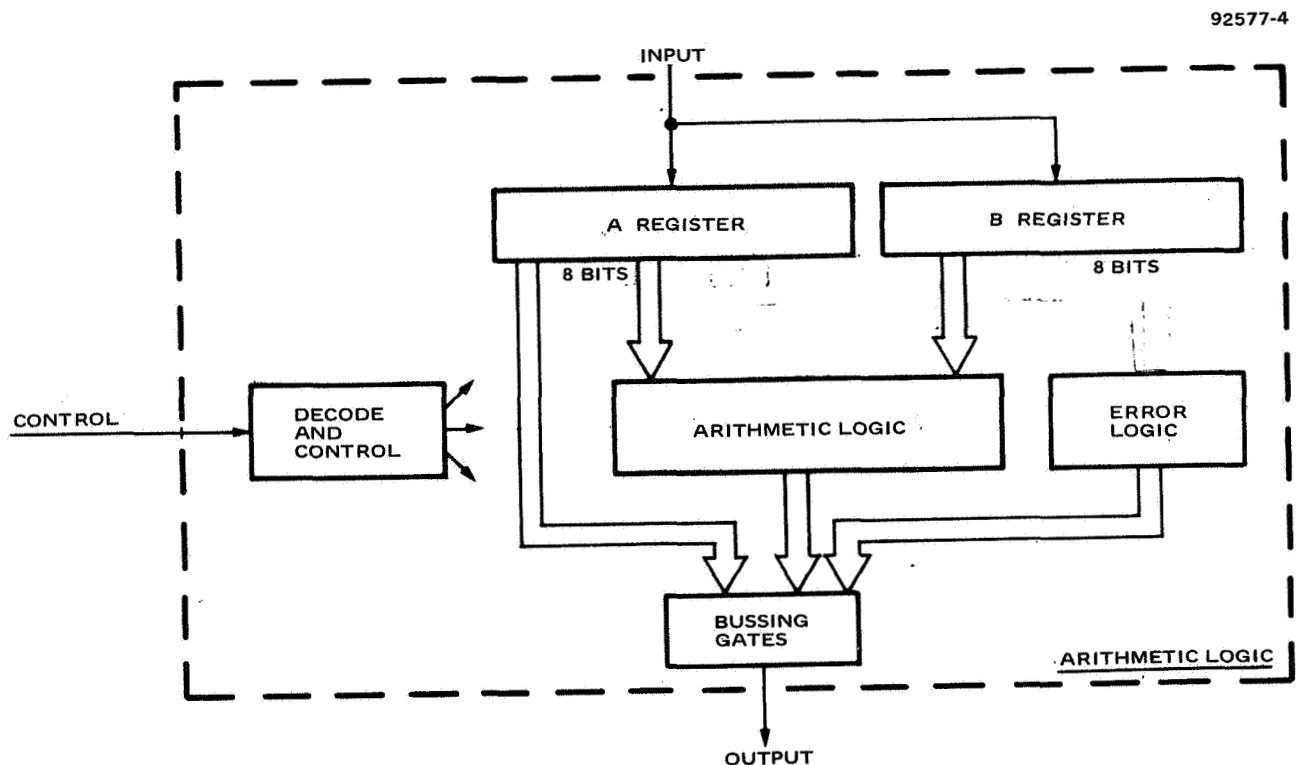 92577-4
INPUT
A REGISTER
B REGISTER
8 BITS
8 BITS
CONTROL
DECODE
AND
CONTROL
ARITHMETIC LOGIC
ERROR
LOGIC
BUSSING
GATES
ARITHMETIC LOGIC
OUTPUT